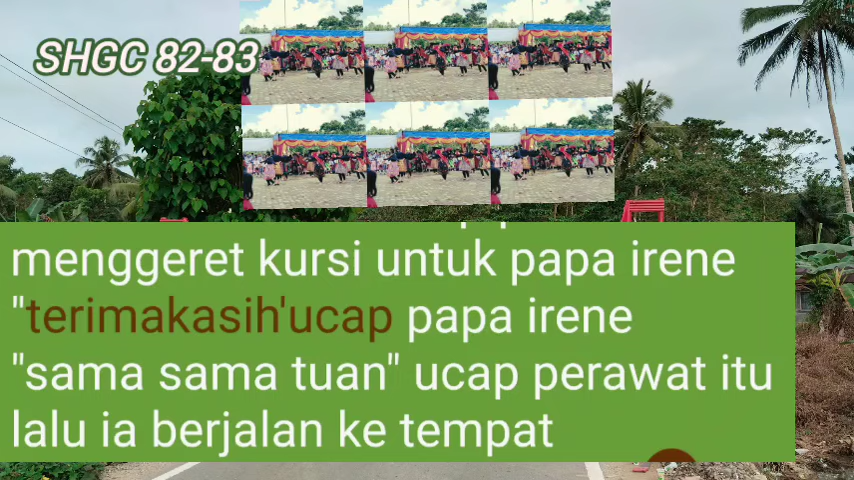 SHGC 82-83
menggeret kursi untuk papa irene
"terimakasih'ucap papa irene
"sama sama tuan" ucap perawat itu
lalu ia berjalan ke tempat